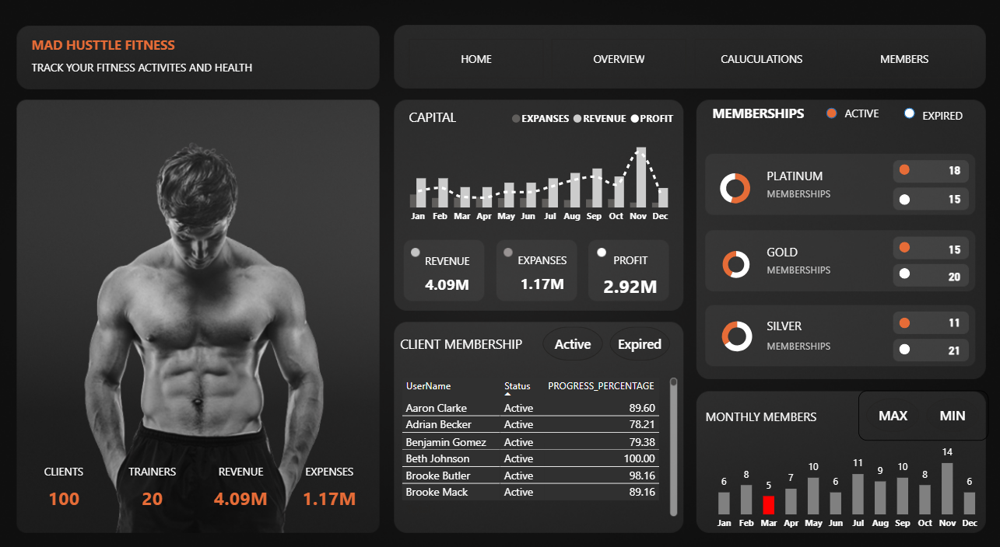 MAD HUSTTLE FITNESS
TRACK YOUR FITNESS ACTIVITES AND HEALTH
HOME OVERVIEW CALUCULATIONS MEMBERS
CLIENTS TRAINERS REVENUE EXPENSES
100 20 4.09M 1.17M
CAPITAL EXPANSES REVENUE PROFIT
Jan Feb Mar Apr May Jun Jul Aug Sep Oct Nov Dec
REVENUE EXPANSES PROFIT
4.09M 1.17M 2.92M
CLIENT MEMBERSHIP Active Expired
UserName Status PROGRESS_PERCENTAGE
Aaron Clarke Active 89.60
Adrian Becker Active 78.21
Benjamin Gomez Active 79.38
Beth Johnson Active 100.00
Brooke Butler Active 98.16
Brooke Mack Active 89.16
MEMBERSHIPS ACTIVE EXPIRED
PLATINUM 18
MEMBERSHIPS 15
GOLD 15
MEMBERSHIPS 20
SILVER 11
MEMBERSHIPS 21
MONTHLY MEMBERS MAX MIN
6 8 5 7 10 6 11 9 10 8 14 6
Jan Feb Mar Apr May Jun Jul Aug Sep Oct Nov Dec